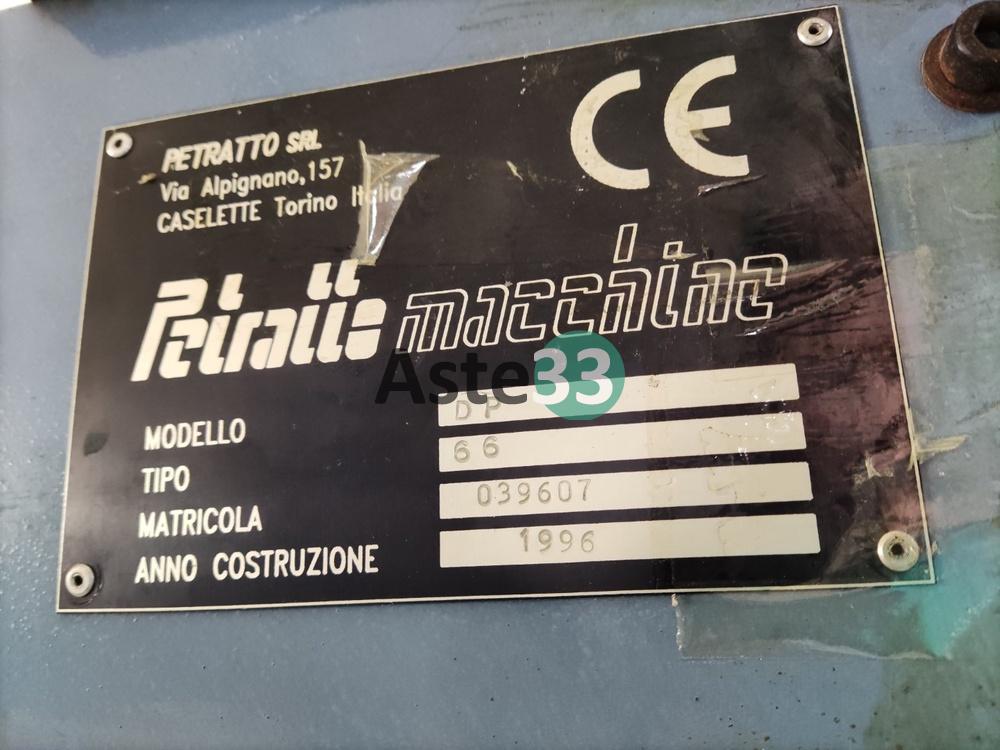 PETRATTO SRL
Via Alpignano,157
CASELETTE Torino Italia
CE
Petratto macchine
Aste33
MODELLO DP
TIPO 66
MATRICOLA 039607
ANNO COSTRUZIONE 1996